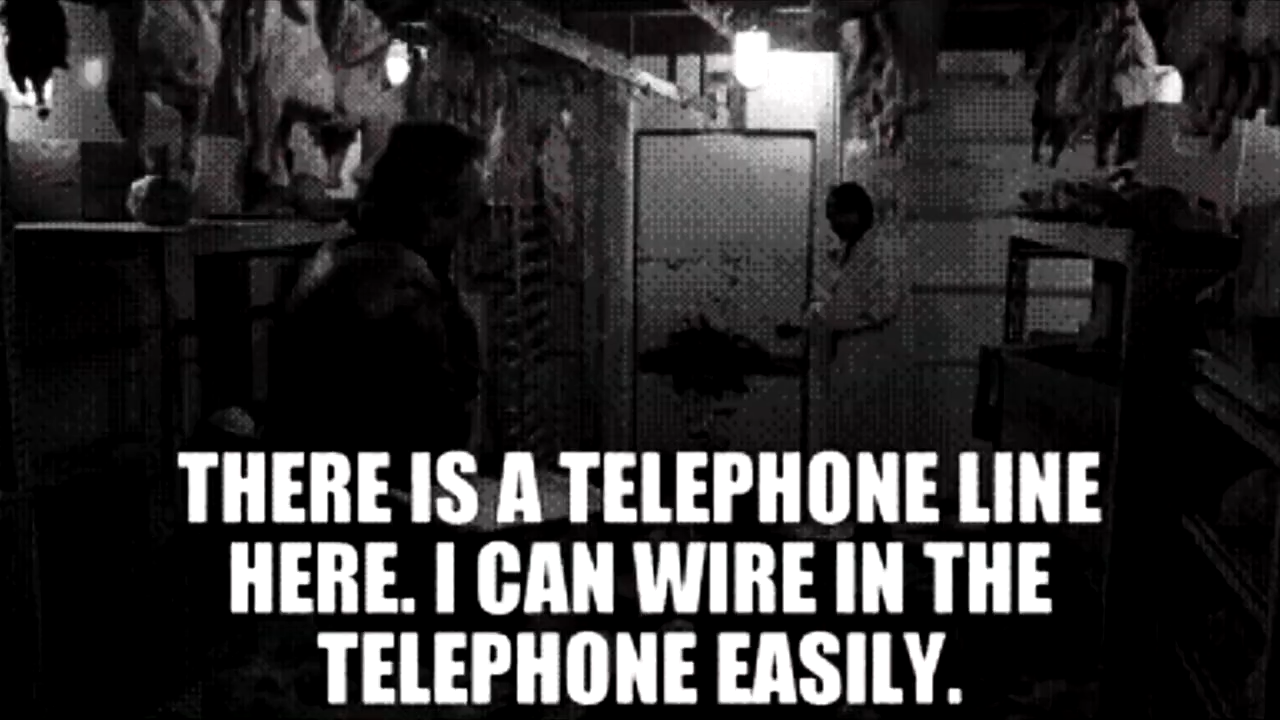 THERE IS A TELEPHONE LINE
HERE. I CAN WIRE IN THE
TELEPHONE EASILY.